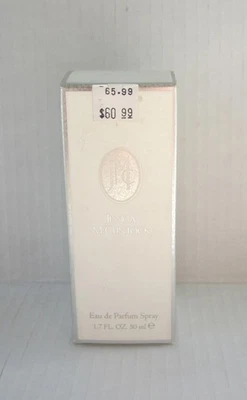 65.99
$60 99
Eau de Parfum Spray
1.7 FL. OZ. 50 ml ℮